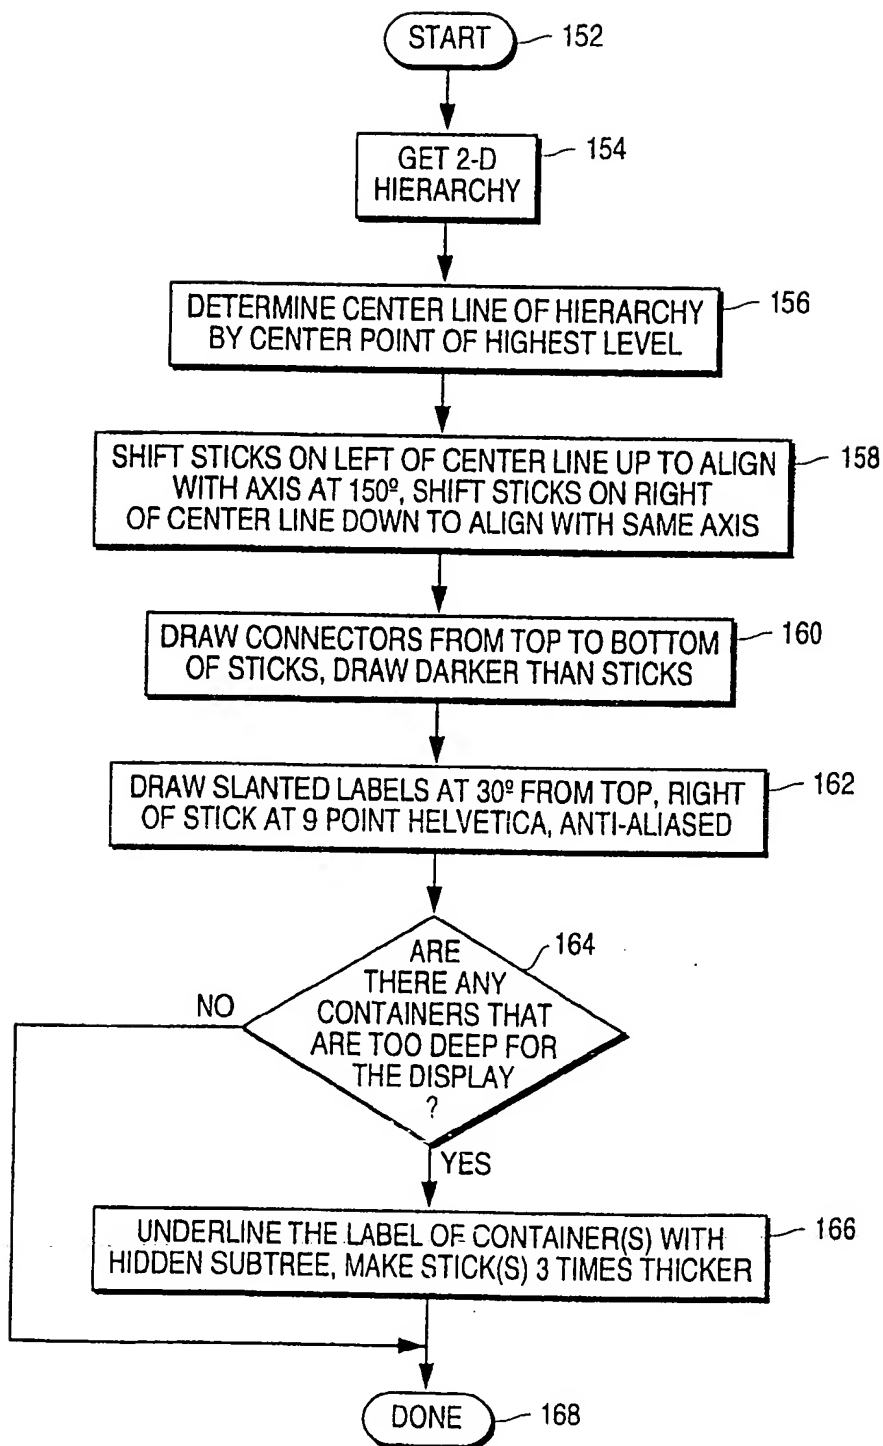 START
152
GET 2-D
HIERARCHY
154
DETERMINE CENTER LINE OF HIERARCHY
BY CENTER POINT OF HIGHEST LEVEL
156
SHIFT STICKS ON LEFT OF CENTER LINE UP TO ALIGN
WITH AXIS AT 150º, SHIFT STICKS ON RIGHT
OF CENTER LINE DOWN TO ALIGN WITH SAME AXIS
158
DRAW CONNECTORS FROM TOP TO BOTTOM
OF STICKS, DRAW DARKER THAN STICKS
160
DRAW SLANTED LABELS AT 30º FROM TOP, RIGHT
OF STICK AT 9 POINT HELVETICA, ANTI-ALIASED
162
ARE
THERE ANY
CONTAINERS THAT
ARE TOO DEEP FOR
THE DISPLAY
?
164
NO
YES
UNDERLINE THE LABEL OF CONTAINER(S) WITH
HIDDEN SUBTREE, MAKE STICK(S) 3 TIMES THICKER
166
DONE
168